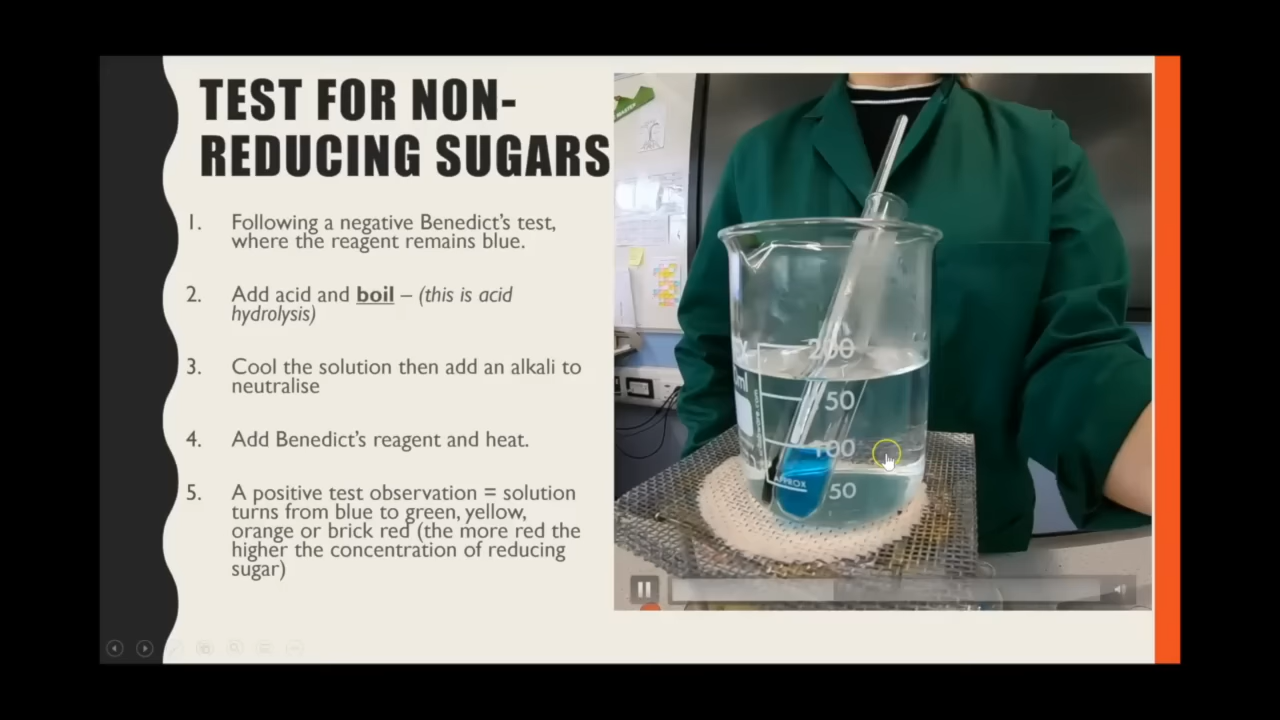 TEST FOR NON-
REDUCING SUGARS
1. Following a negative Benedict's test,
where the reagent remains blue.
2. Add acid and boil – (this is acid
hydrolysis)
3. Cool the solution then add an alkali to
neutralise
4. Add Benedict's reagent and heat.
5. A positive test observation = solution
turns from blue to green, yellow,
orange or brick red (the more red the
higher the concentration of reducing
sugar)
200
50
100
APPROX
50